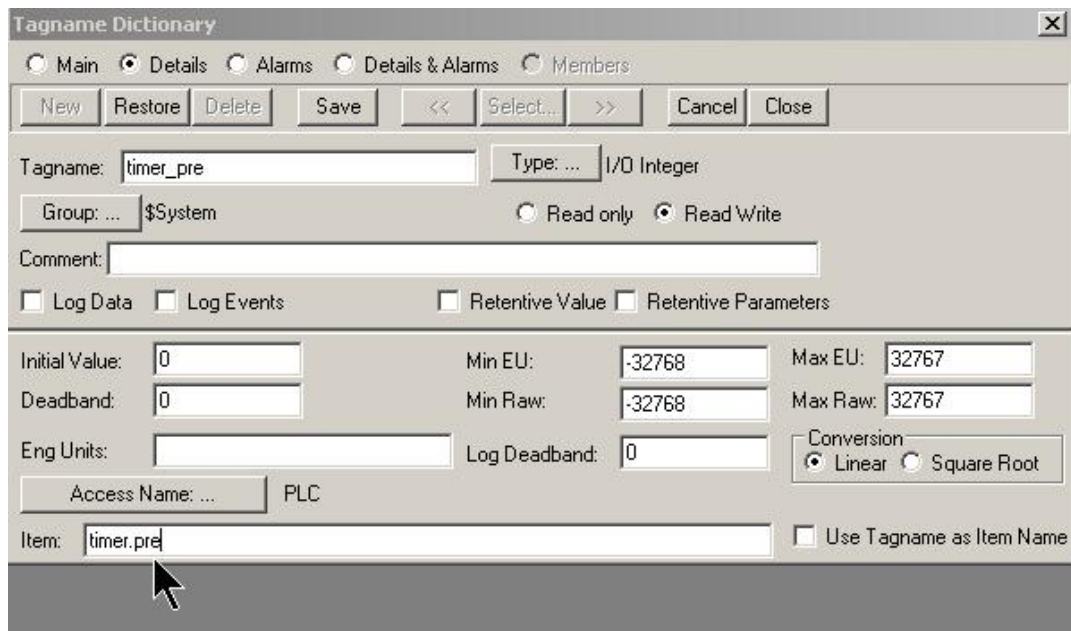 Tagname Dictionary
Main Details Alarms Details & Alarms Members
New Restore Delete Save << Select... >> Cancel Close
Tagname: timer_pre Type: ... I/O Integer
Group: ... $System Read only Read Write
Comment:
Log Data Log Events Retentive Value Retentive Parameters
Initial Value: 0 Min EU: -32768 Max EU: 32767
Deadband: 0 Min Raw: -32768 Max Raw: 32767
Eng Units: Log Deadband: 0 Conversion
Linear Square Root
Access Name: ... PLC
Item: timer.pre Use Tagname as Item Name